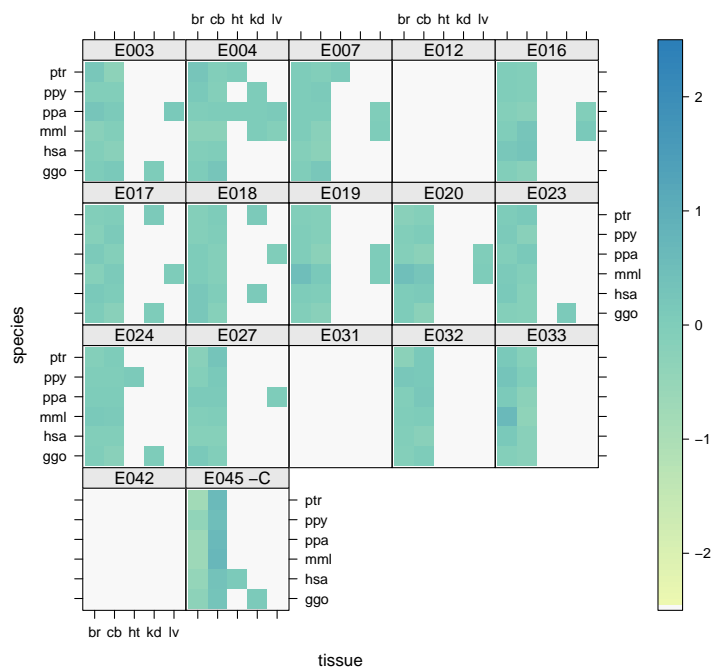 br cb ht kd lv br cb ht kd lv
E003 E004 E007 E012 E016
ptr
ppy
ppa
mml
hsa
ggo
E017 E018 E019 E020 E023
ptr
ppy
ppa
mml
hsa
ggo
E024 E027 E031 E032 E033
ptr
ppy
ppa
mml
hsa
ggo
E042 E045 −C
ptr
ppy
ppa
mml
hsa
ggo
br cb ht kd lv
tissue
species
2
1
0
−1
−2